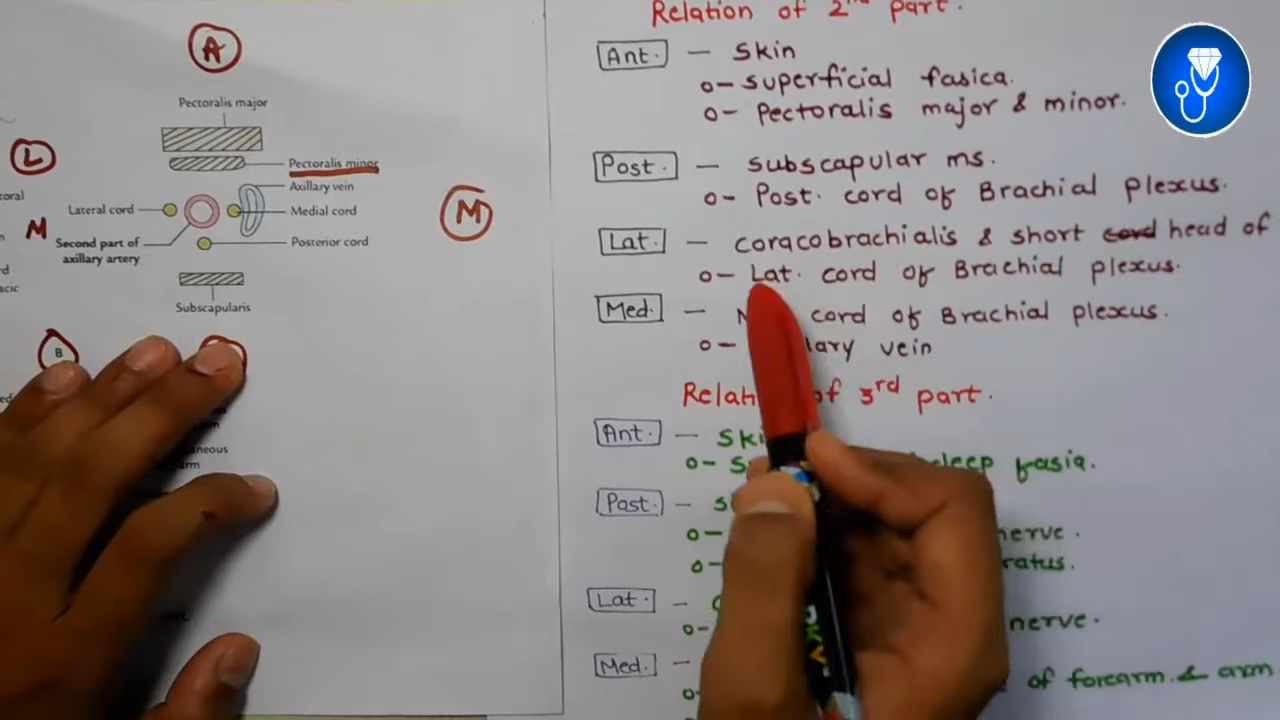 A
Pectoralis major
L
Pectoralis minor
Axillary vein
Lateral cord
Medial cord
M
M
Second part of
axillary artery
Posterior cord
Subscapularis
B
Relation of 2nd part.
Ant. - Skin
o- Superficial fasica.
o- Pectoralis major & minor.
Post. - Subscapular ms.
o- Post. cord of Brachial plexus.
Lat. - Coracobrachialis & short cord head of
o- Lat. cord of Brachial plexus.
Med. - cord of Brachial plexus.
o- vein
Relation of 3rd part.
Ant. - Skin
o- deep fasia.
Post. -
o- nerve.
o-
Lat. -
o- nerve.
Med. -
o- of forearm & arm